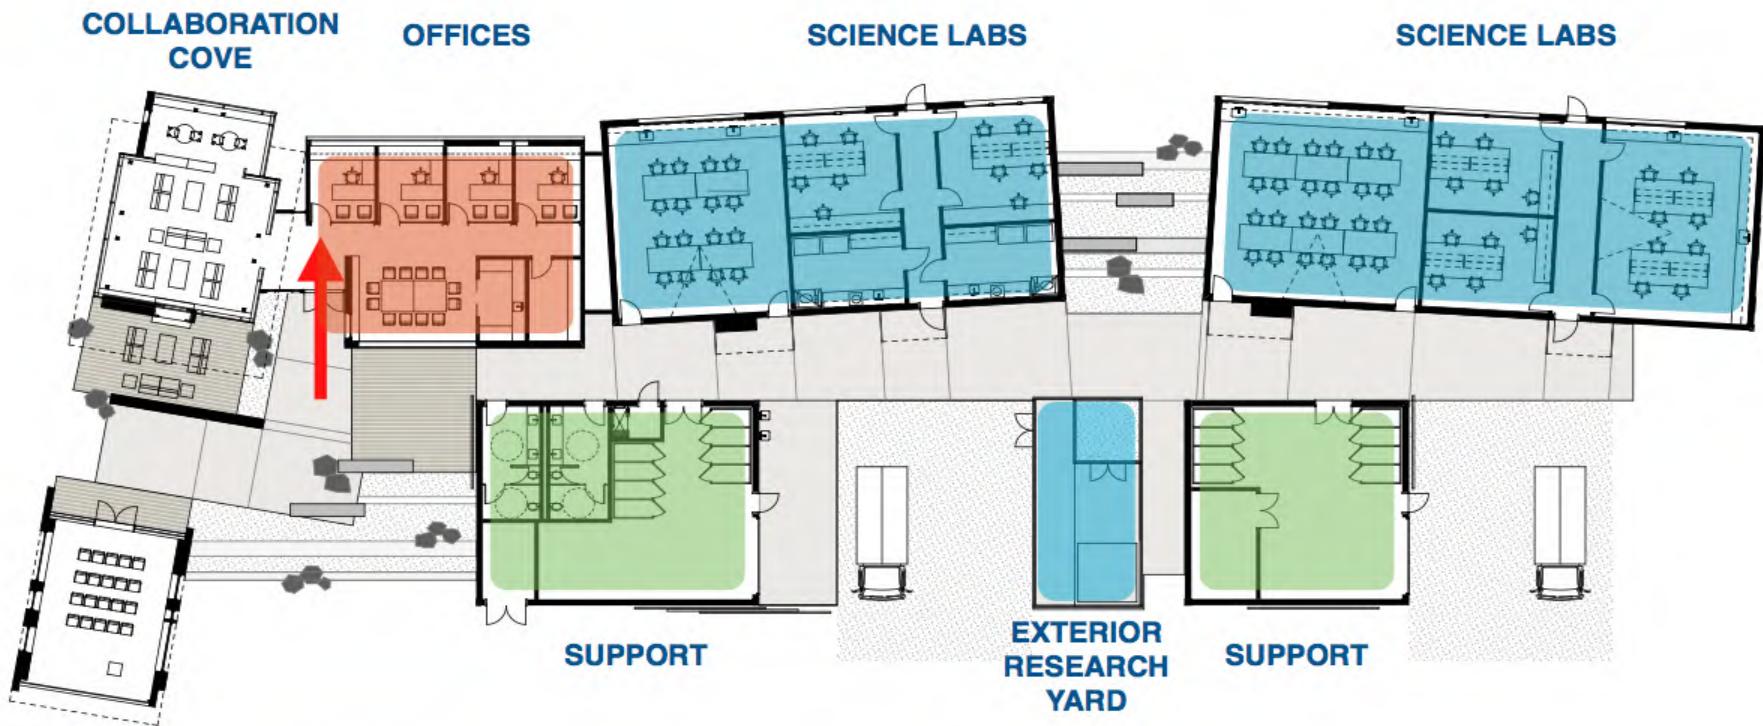 COLLABORATION
COVE
OFFICES
SCIENCE LABS
SCIENCE LABS
SUPPORT
EXTERIOR
RESEARCH
YARD
SUPPORT